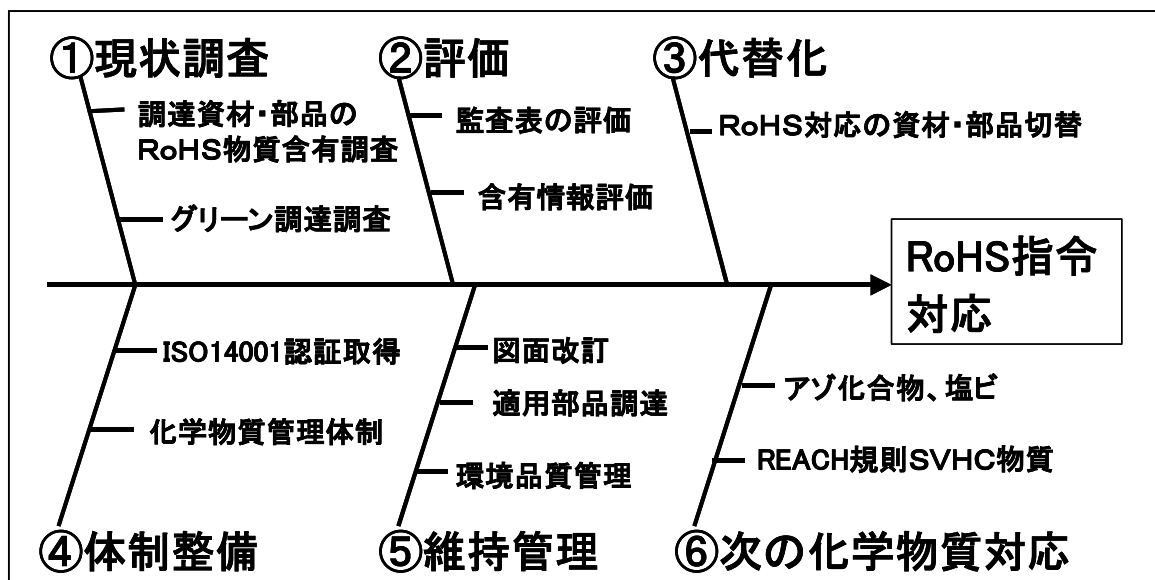 ①現状調査
調達資材・部品の
RoHS物質含有調査
グリーン調達調査
②評価
監査表の評価
含有情報評価
③代替化
RoHS対応の資材・部品切替
RoHS指令
対応
ISO14001認証取得
化学物質管理体制
④体制整備
図面改訂
適用部品調達
環境品質管理
⑤維持管理
アゾ化合物、塩ビ
REACH規則SVHC物質
⑥次の化学物質対応